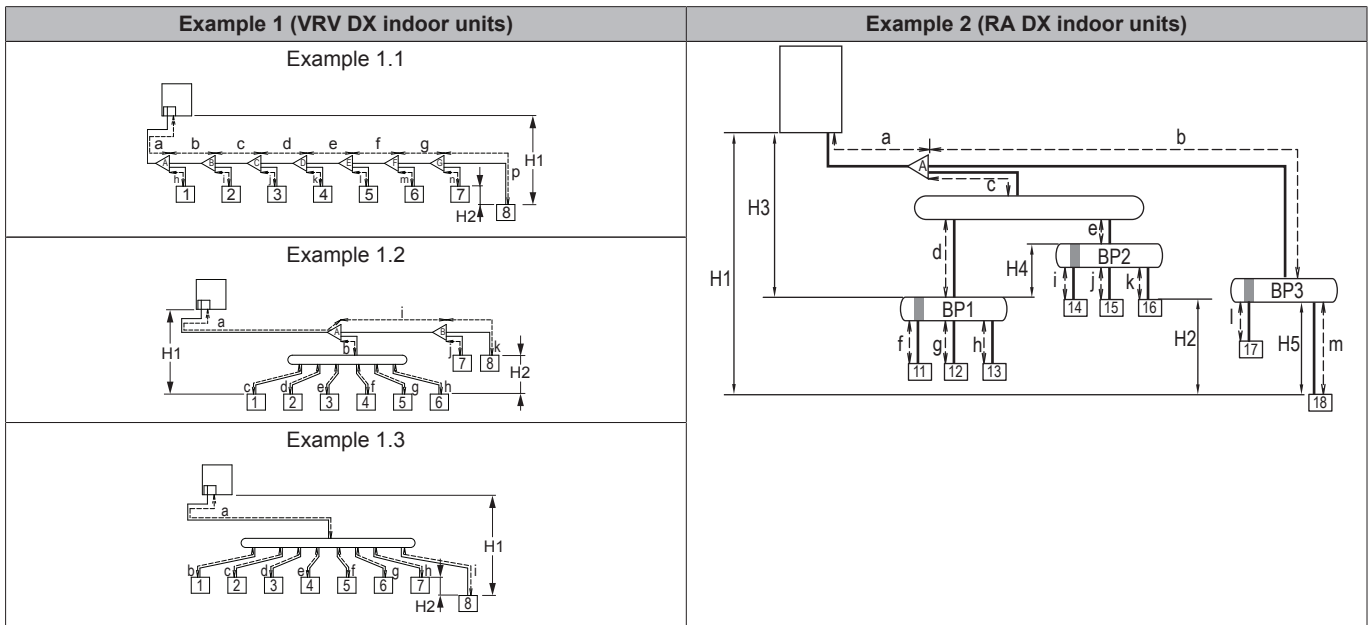 Example 1 (VRV DX indoor units)
Example 1.1
a b c d e f g
A B C D E F G
h i j k l m n p
1 2 3 4 5 6 7
8
H1
H2
Example 1.2
a i
A B
b j k
7 8
c d e f g h
1 2 3 4 5 6
H1
H2
Example 1.3
a
b c d e f g h i
1 2 3 4 5 6 7
8
H1
H2
Example 2 (RA DX indoor units)
a b
A
c
H3
d e
H4
BP2
H1
i j k
BP1
BP3
14 15 16
f g h
l
H2
H5
m
17
11 12 13
18